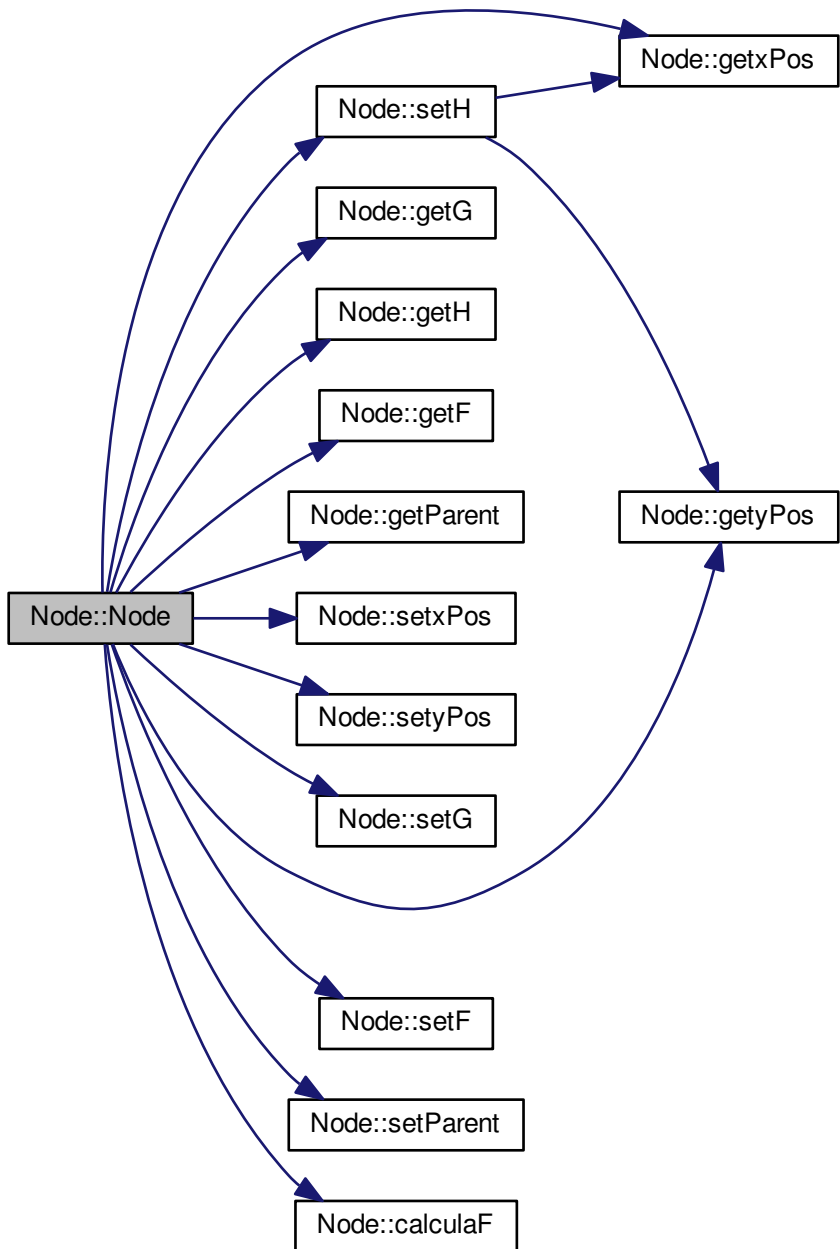 Node::getxPos
Node::setH
Node::getG
Node::getH
Node::getF
Node::getParent
Node::getyPos
Node::Node
Node::setxPos
Node::setyPos
Node::setG
Node::setF
Node::setParent
Node::calculaF